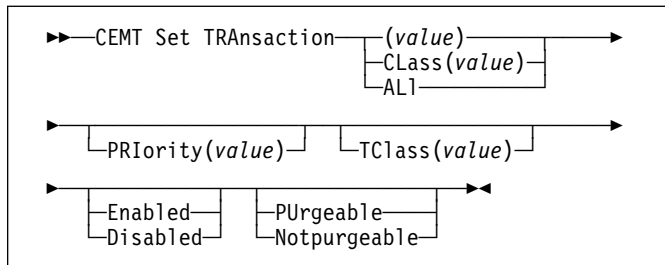 CEMT Set TRAnsaction (value)
CLass(value)
ALl
PRIority(value) TClass(value)
Enabled PUrgeable
Disabled Notpurgeable